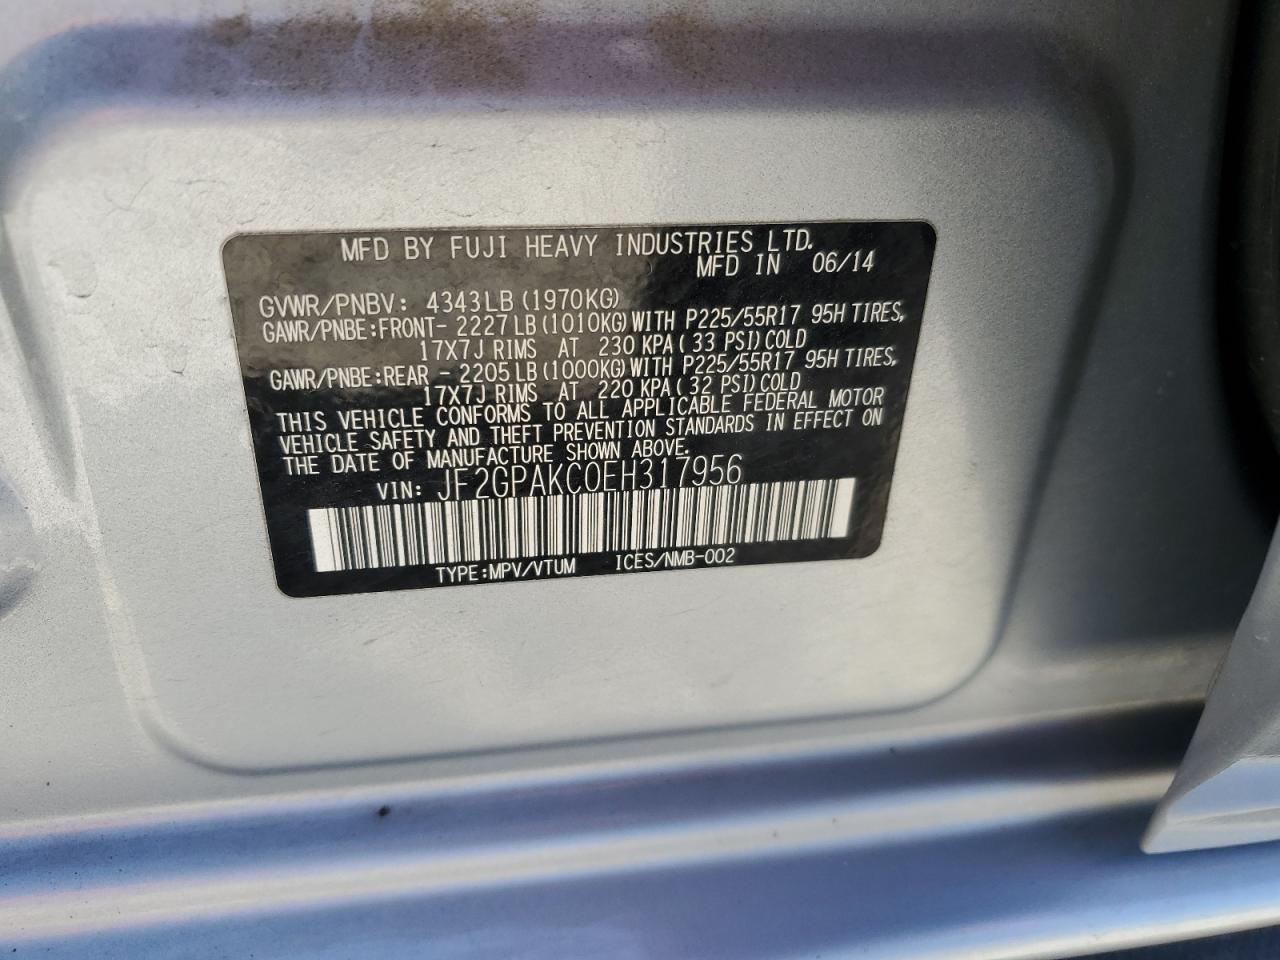 MFD BY FUJI HEAVY INDUSTRIES LTD.
MFD IN 06/14
GVWR/PNBV: 4343LB (1970KG)
GAWR/PNBE:FRONT- 2227LB (1010KG) WITH P225/55R17 95H TIRES,
17X7J RIMS AT 230 KPA (33 PSI) COLD
GAWR/PNBE:REAR - 2205LB (1000KG) WITH P225/55R17 95H TIRES,
17X7J RIMS AT 220 KPA (32 PSI) COLD
THIS VEHICLE CONFORMS TO ALL APPLICABLE FEDERAL MOTOR
VEHICLE SAFETY AND THEFT PREVENTION STANDARDS IN EFFECT ON
THE DATE OF MANUFACTURE SHOWN ABOVE.
VIN: JF2GPAKC0EH317956
TYPE:MPV/VTUM ICES/NMB-002